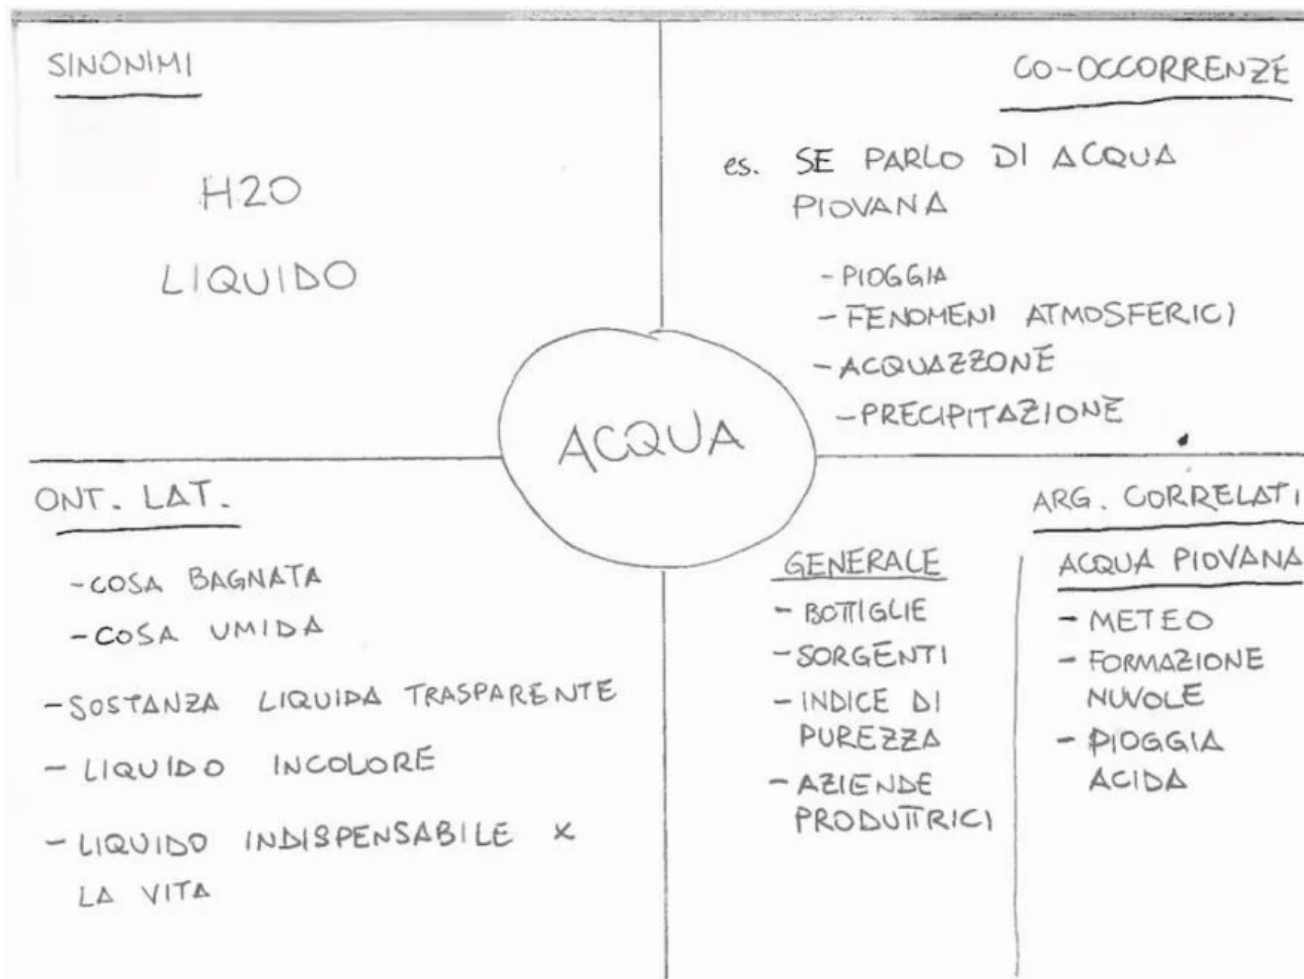 SINONIMI
H2O
LIQUIDO
CO-OCCORRENZE
es. SE PARLO DI ACQUA
PIOVANA
- PIOGGIA
- FENOMENI ATMOSFERICI
- ACQUAZZONE
- PRECIPITAZIONE
ACQUA
ONT. LAT.
- COSA BAGNATA
- COSA UMIDA
- SOSTANZA LIQUIDA TRASPARENTE
- LIQUIDO INCOLORE
- LIQUIDO INDISPENSABILE x
LA VITA
ARG. CORRELATI
GENERALE
- BOTTIGLIE
- SORGENTI
- INDICE DI
PUREZZA
- AZIENDE
PRODUTTRICI
ACQUA PIOVANA
- METEO
- FORMAZIONE
NUVOLE
- PIOGGIA
ACIDA